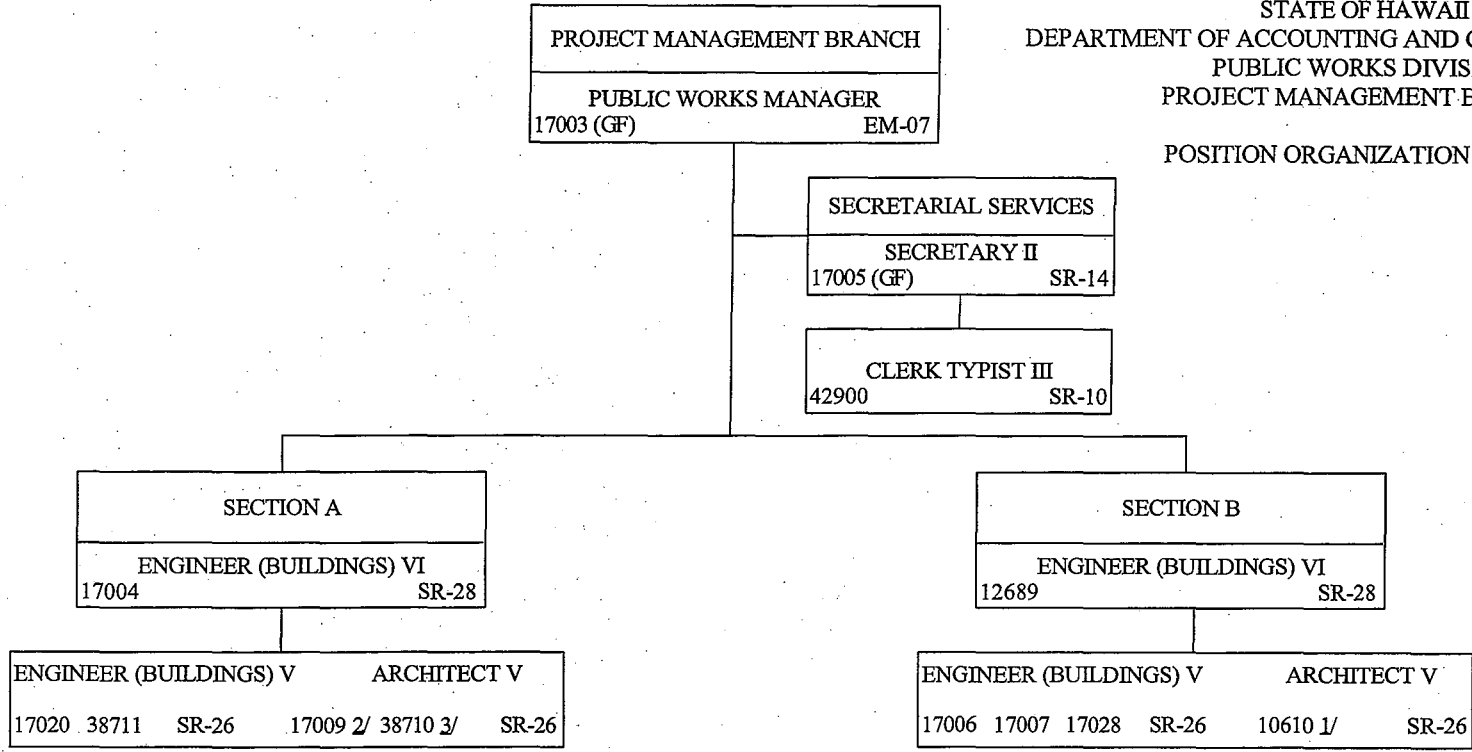 STATE OF HAWAII
DEPARTMENT OF ACCOUNTING AND
PUBLIC WORKS
PROJECT MANAGEMENT
POSITION ORGANIZATION
PROJECT MANAGEMENT BRANCH
PUBLIC WORKS MANAGER
17003 (GF) EM-07
SECRETARIAL SERVICES
SECRETARY II
17005 (GF) SR-14
CLERK TYPIST III
42900 SR-10
SECTION A
ENGINEER (BUILDINGS) VI
17004 SR-28
ENGINEER (BUILDINGS) V ARCHITECT V
17020 38711 SR-26 17009 2/ 38710 3/ SR-26
SECTION B
ENGINEER (BUILDINGS) VI
12689 SR-28
ENGINEER (BUILDINGS) V ARCHITECT V
17006 17007 17028 SR-26 10610 1/ SR-26